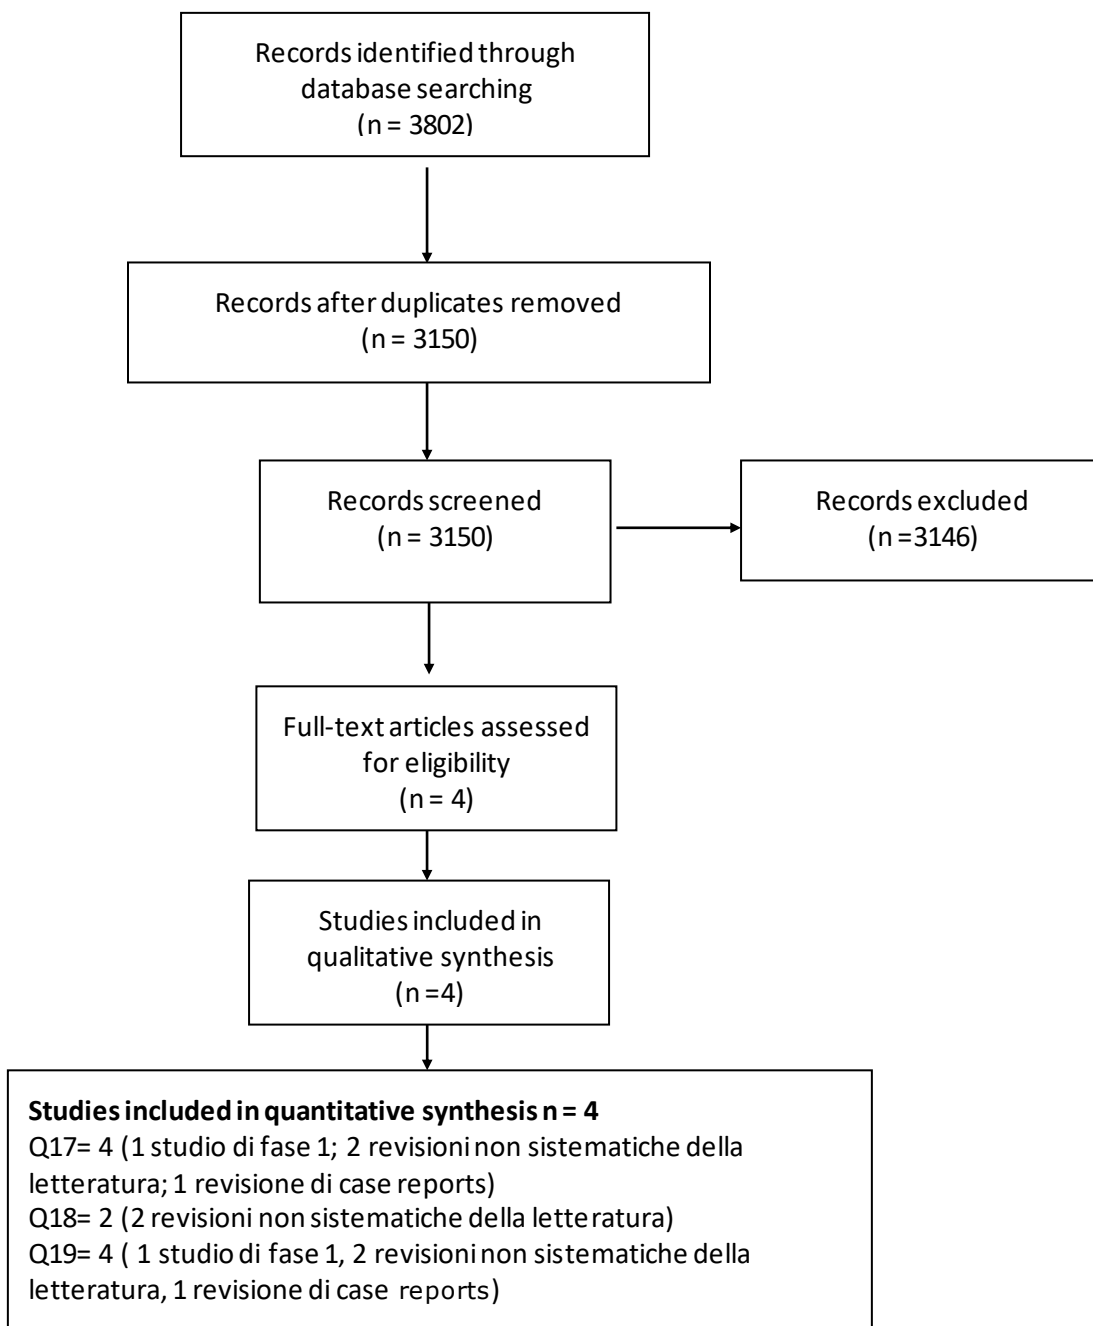 Records identified through
database searching
(n = 3802)
Records after duplicates removed
(n = 3150)
Records screened
(n = 3150)
Records excluded
(n =3146)
Full-text articles assessed
for eligibility
(n = 4)
Studies included in
qualitative synthesis
(n =4)
Studies included in quantitative synthesis n = 4
Q17= 4 (1 studio di fase 1; 2 revisioni non sistematiche della
letteratura; 1 revisione di case reports)
Q18= 2 (2 revisioni non sistematiche della letteratura)
Q19= 4 ( 1 studio di fase 1, 2 revisioni non sistematiche della
letteratura, 1 revisione di case reports)